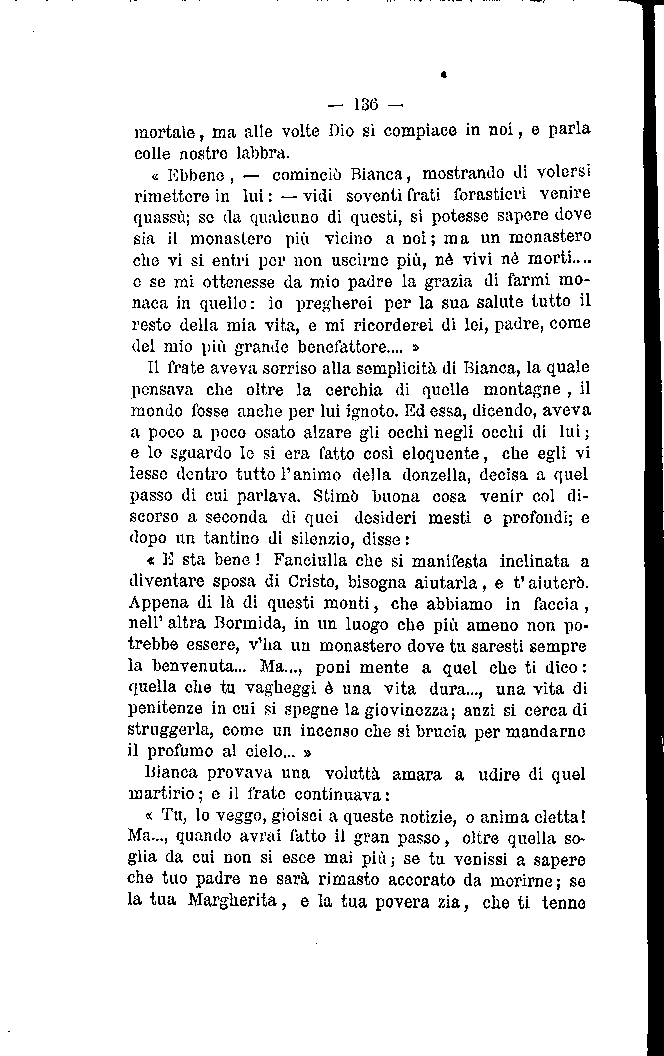 — 136 —
mortale, ma alle volte Dio si compiace in noi, e parla
colle nostre labbra.
« Ebbene, — cominciò Bianca, mostrando di volersi
rimettere in lui: — vidi soventi frati forastieri venire
quassù; se da qualcuno di questi, si potesse sapere dove
sia il monastero più vicino a noi; ma un monastero
che vi si entri per non uscirne più, nè vivi nè morti....
e se mi ottenesse da mio padre la grazia di farmi mo-
naca in quello: io pregherei per la sua salute tutto il
resto della mia vita, e mi ricorderei di lei, padre, come
del mio più grande benefattore.... »
Il frate aveva sorriso alla semplicità di Bianca, la quale
pensava che oltre la cerchia di quelle montagne, il
mondo fosse anche per lui ignoto. Ed essa, dicendo, aveva
a poco a poco osato alzare gli occhi negli occhi di lui;
e lo sguardo le si era fatto così eloquente, che egli vi
lesse dentro tutto l'animo della donzella, decisa a quel
passo di cui parlava. Stimò buona cosa venir col di-
scorso a seconda di quei desideri mesti e profondi; e
dopo un tantino di silenzio, disse:
« E sta bene! Fanciulla che si manifesta inclinata a
diventare sposa di Cristo, bisogna aiutarla, e t'aiuterò.
Appena di là di questi monti, che abbiamo in faccia,
nell'altra Bormida, in un luogo che più ameno non po-
trebbe essere, v'ha un monastero dove tu saresti sempre
la benvenuta... Ma..., poni mente a quel che ti dico:
quella che tu vagheggi è una vita dura..., una vita di
penitenze in cui si spegne la giovinezza; anzi si cerca di
struggerla, come un incenso che si brucia per mandarne
il profumo al cielo... »
Bianca provava una voluttà amara a udire di quel
martirio; e il frate continuava:
« Tu, lo veggo, gioisci a queste notizie, o anima eletta!
Ma..., quando avrai fatto il gran passo, oltre quella so-
glia da cui non si esce mai più; se tu venissi a sapere
che tuo padre ne sarà rimasto accorato da morirne; se
la tua Margherita, e la tua povera zia, che ti tenne